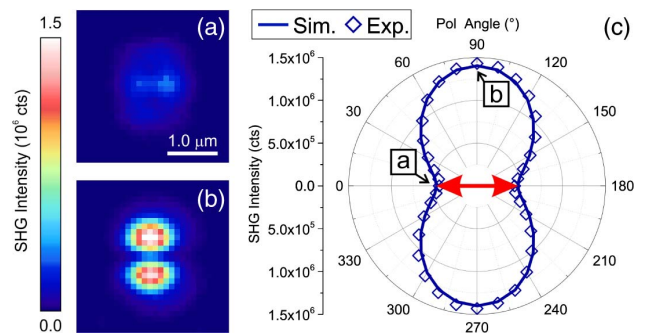 1.5
SHG Intensity (10⁶ cts)
0.0
(a)
1.0 μm
(b)
Sim. Exp.
Pol Angle (°)
(c)
SHG Intensity (cts)
1.5x10⁶
1.0x10⁶
5.0x10⁵
0.0
5.0x10⁵
1.0x10⁶
1.5x10⁶
90
60
120
30
150
0
180
330
210
300
240
270
a
b